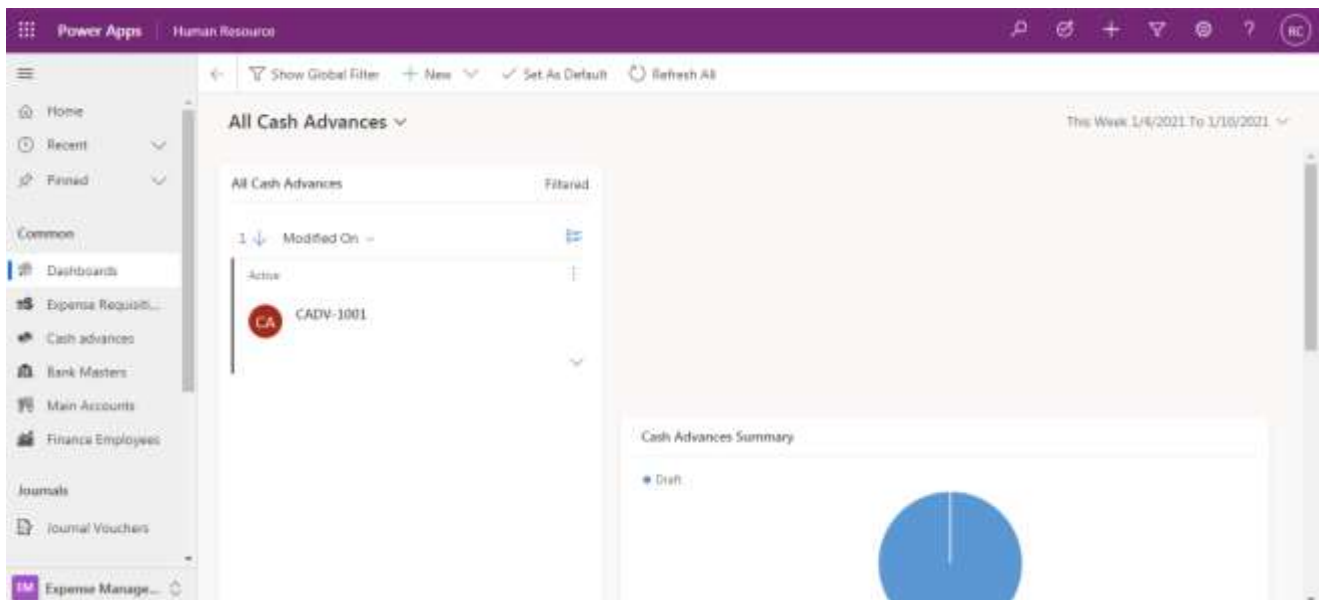 Power Apps Human Resource ? RC
Show Global Filter New Set As Default Refresh All
Home
Recent
Pinned
Common
Dashboards
Expense Requisiti...
Cash advances
Bank Masters
Main Accounts
Finance Employees
Journals
Journal Vouchers
EM Expense Manage...
All Cash Advances
This Week 1/4/2021 To 1/10/2021
All Cash Advances Filtered
1 Modified On
Active
CA CADV-1001
Cash Advances Summary
Draft